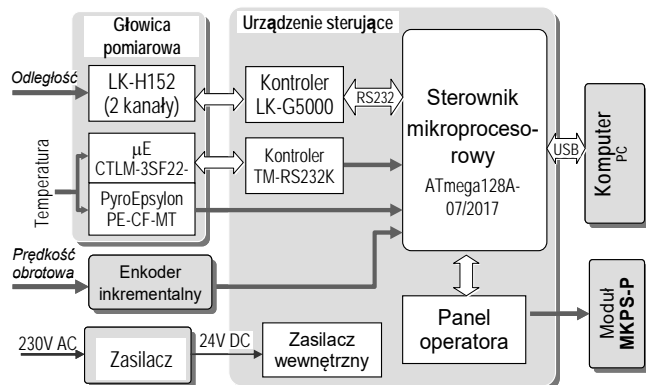 Głowica
pomiarowa
Urządzenie sterujące
Odległość
LK-H152
(2 kanały)
Kontroler
LK-G5000
RS232
Sterownik
mikroproceso-
rowy
ATmega128A-
07/2017
USB
Komputer
PC
Temperatura
µE
CTLM-3SF22-
Kontroler
TM-RS232K
PyroEpsylon
PE-CF-MT
Prędkość
obrotowa
Enkoder
inkrementalny
Panel
operatora
Moduł
MKPS-P
230V AC
Zasilacz
24V DC
Zasilacz
wewnętrzny